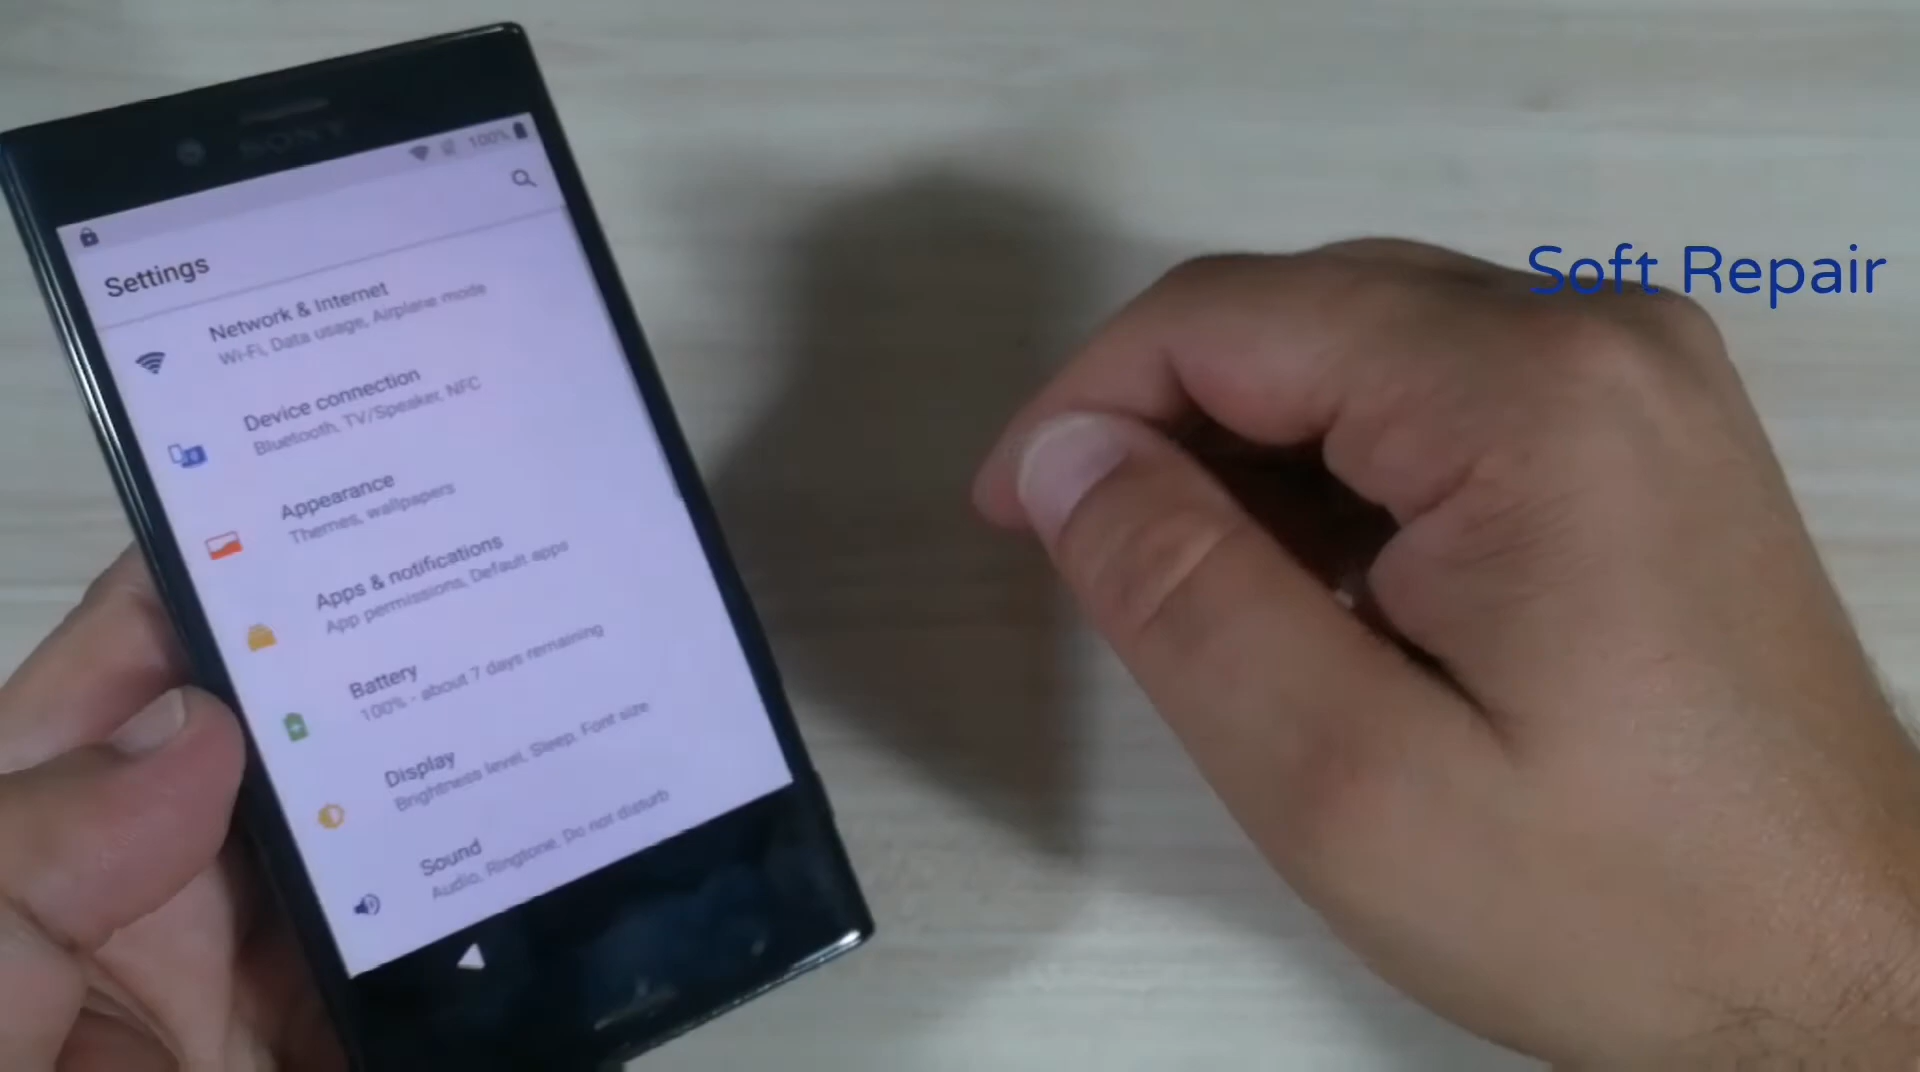 SONY
100%
Settings
Network & Internet
Wi-Fi, Data usage, Airplane mode
Device connection
Bluetooth, TV/Speaker, NFC
Appearance
Themes, wallpapers
Apps & notifications
App permissions, Default apps
Battery
100% - about 7 days remaining
Display
Brightness level, Sleep, Font size
Sound
Audio, Ringtone, Do not disturb
Soft Repair